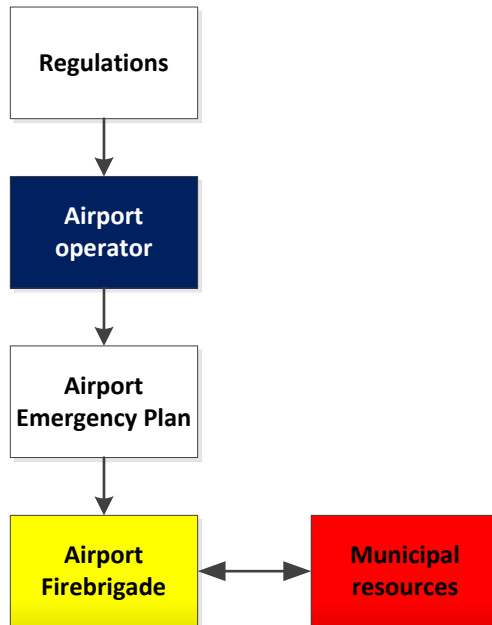 Regulations
Airport
operator
Airport
Emergency Plan
Airport
Firebrigade
Municipal
resources